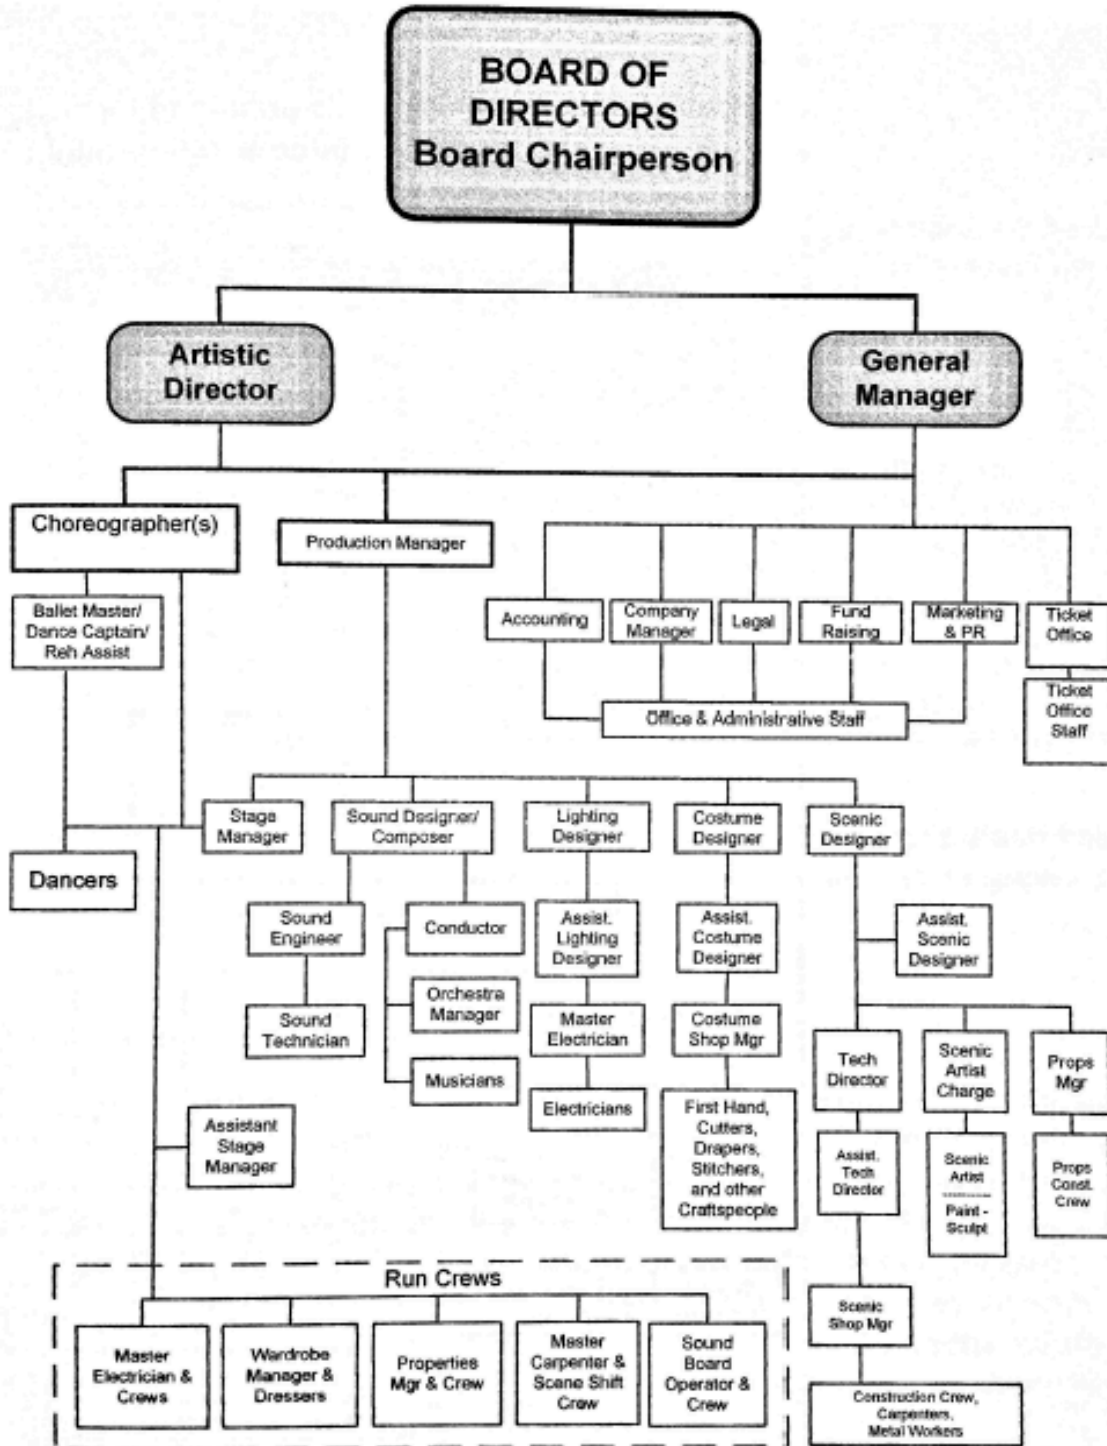 BOARD OF
DIRECTORS
Board Chairperson
Artistic
Director
General
Manager
Choreographer(s)
Production Manager
Ballet Master/
Dance Captain/
Reh Assist
Accounting
Company
Manager
Legal
Fund
Raising
Marketing
& PR
Ticket
Office
Office & Administrative Staff
Ticket
Office
Staff
Stage
Manager
Sound Designer/
Composer
Lighting
Designer
Costume
Designer
Scenic
Designer
Dancers
Sound
Engineer
Conductor
Assist.
Lighting
Designer
Assist.
Costume
Designer
Assist.
Scenic
Designer
Sound
Technician
Orchestra
Manager
Master
Electrician
Costume
Shop Mgr
Tech
Director
Scenic
Artist
Charge
Props
Mgr
Musicians
Electricians
First Hand,
Cutters,
Drapers,
Stitchers,
and other
Craftspeople
Assistant
Stage
Manager
Assist.
Tech
Director
Scenic
Artist
Paint -
Sculpt
Props
Const.
Crew
Run Crews
Scenic
Shop Mgr
Master
Electrician &
Crews
Wardrobe
Manager &
Dressers
Properties
Mgr & Crew
Master
Carpenter &
Scene Shift
Crew
Sound
Board
Operator &
Crew
Construction Crew,
Carpenters,
Metal Workers